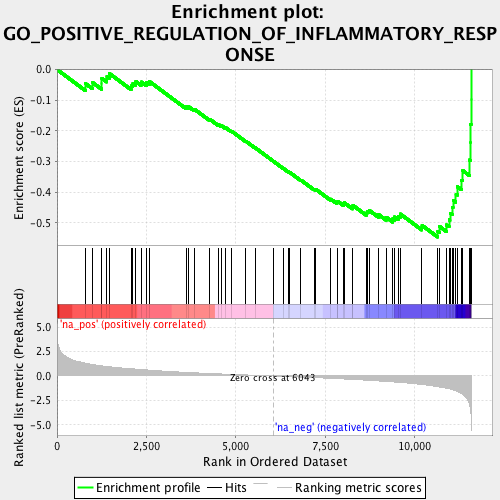 Enrichment plot:
GO_POSITIVE_REGULATION_OF_INFLAMMATORY_RESP
ONSE
Enrichment score (ES)
0.0
-0.1
-0.2
-0.3
-0.4
-0.5
'na_pos' (positively correlated)
Ranked list metric (PreRanked)
5.0
2.5
0.0
-2.5
-5.0
Zero cross at 6043
'na_neg' (negatively correlated)
0
2,500
5,000
7,500
10,000
Rank in Ordered Dataset
Enrichment profile
Hits
Ranking metric scores